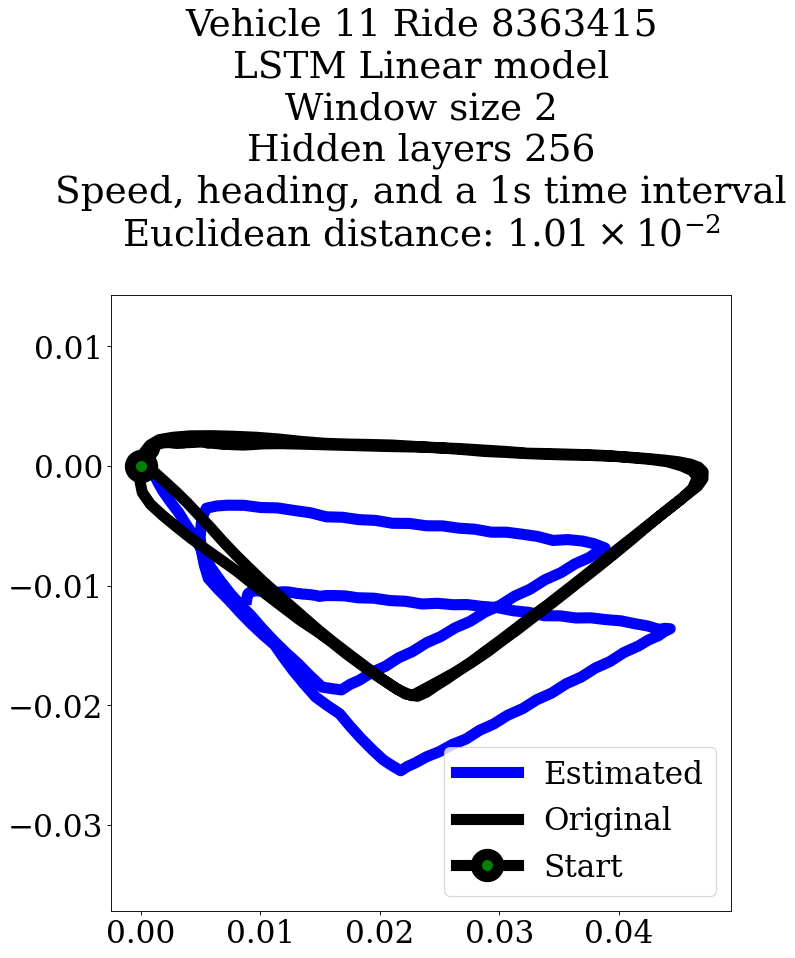 Vehicle 11 Ride 8363415
LSTM Linear model
Window size 2
Hidden layers 256
Speed, heading, and a 1s time interval
Euclidean distance: 1.01 × 10⁻²
0.01
0.00
−0.01
−0.02
−0.03
Estimated
Original
Start
0.00 0.01 0.02 0.03 0.04